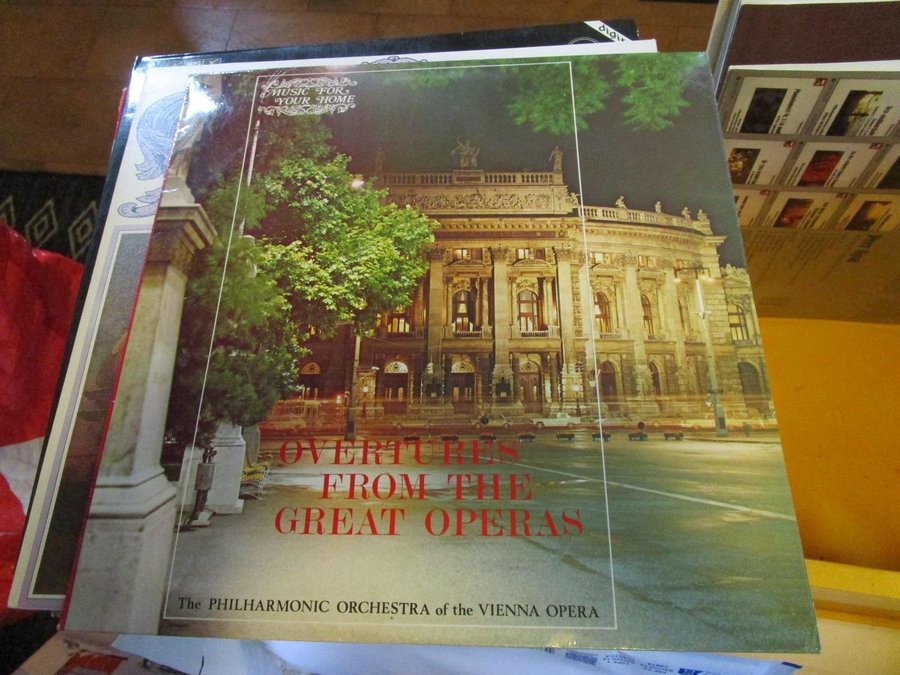 MUSIC FOR
YOUR HOME
OVERTURES
FROM THE
GREAT OPERAS
The PHILHARMONIC ORCHESTRA of the VIENNA OPERA